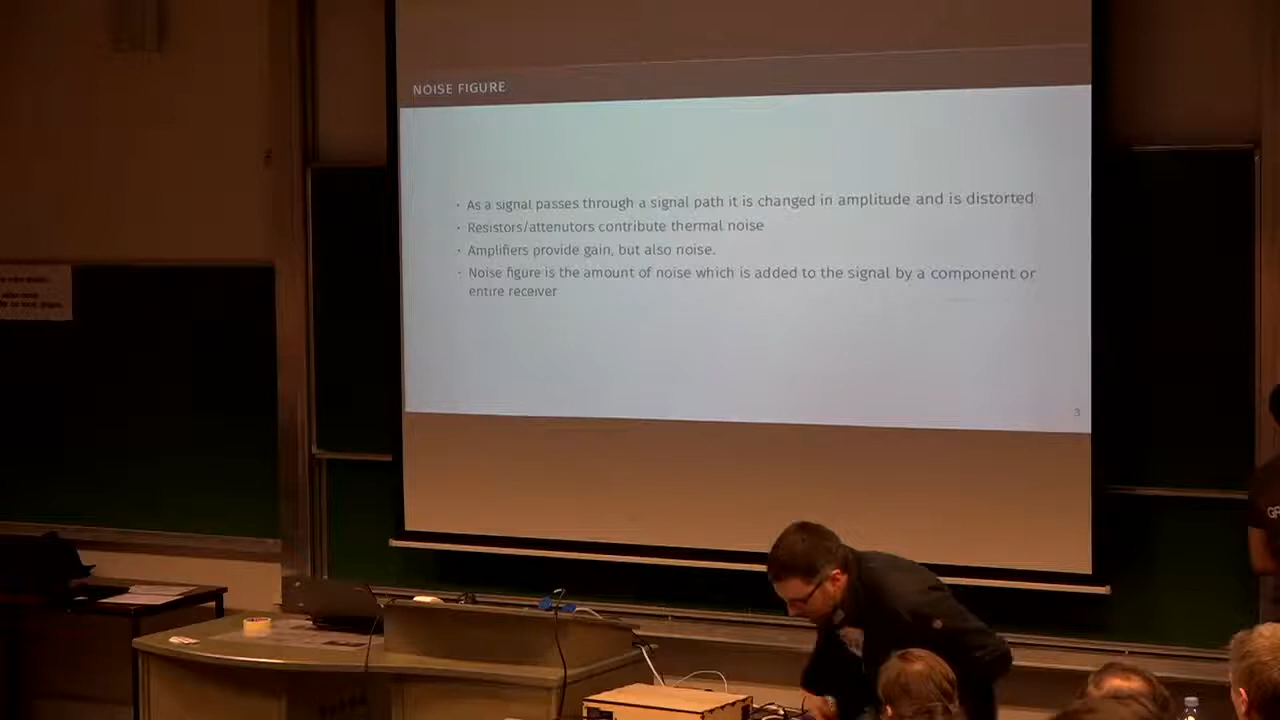 NOISE FIGURE
· As a signal passes through a signal path it is changed in amplitude and is distorted
· Resistors/attenutors contribute thermal noise
· Amplifiers provide gain, but also noise.
· Noise figure is the amount of noise which is added to the signal by a component or
entire receiver
3